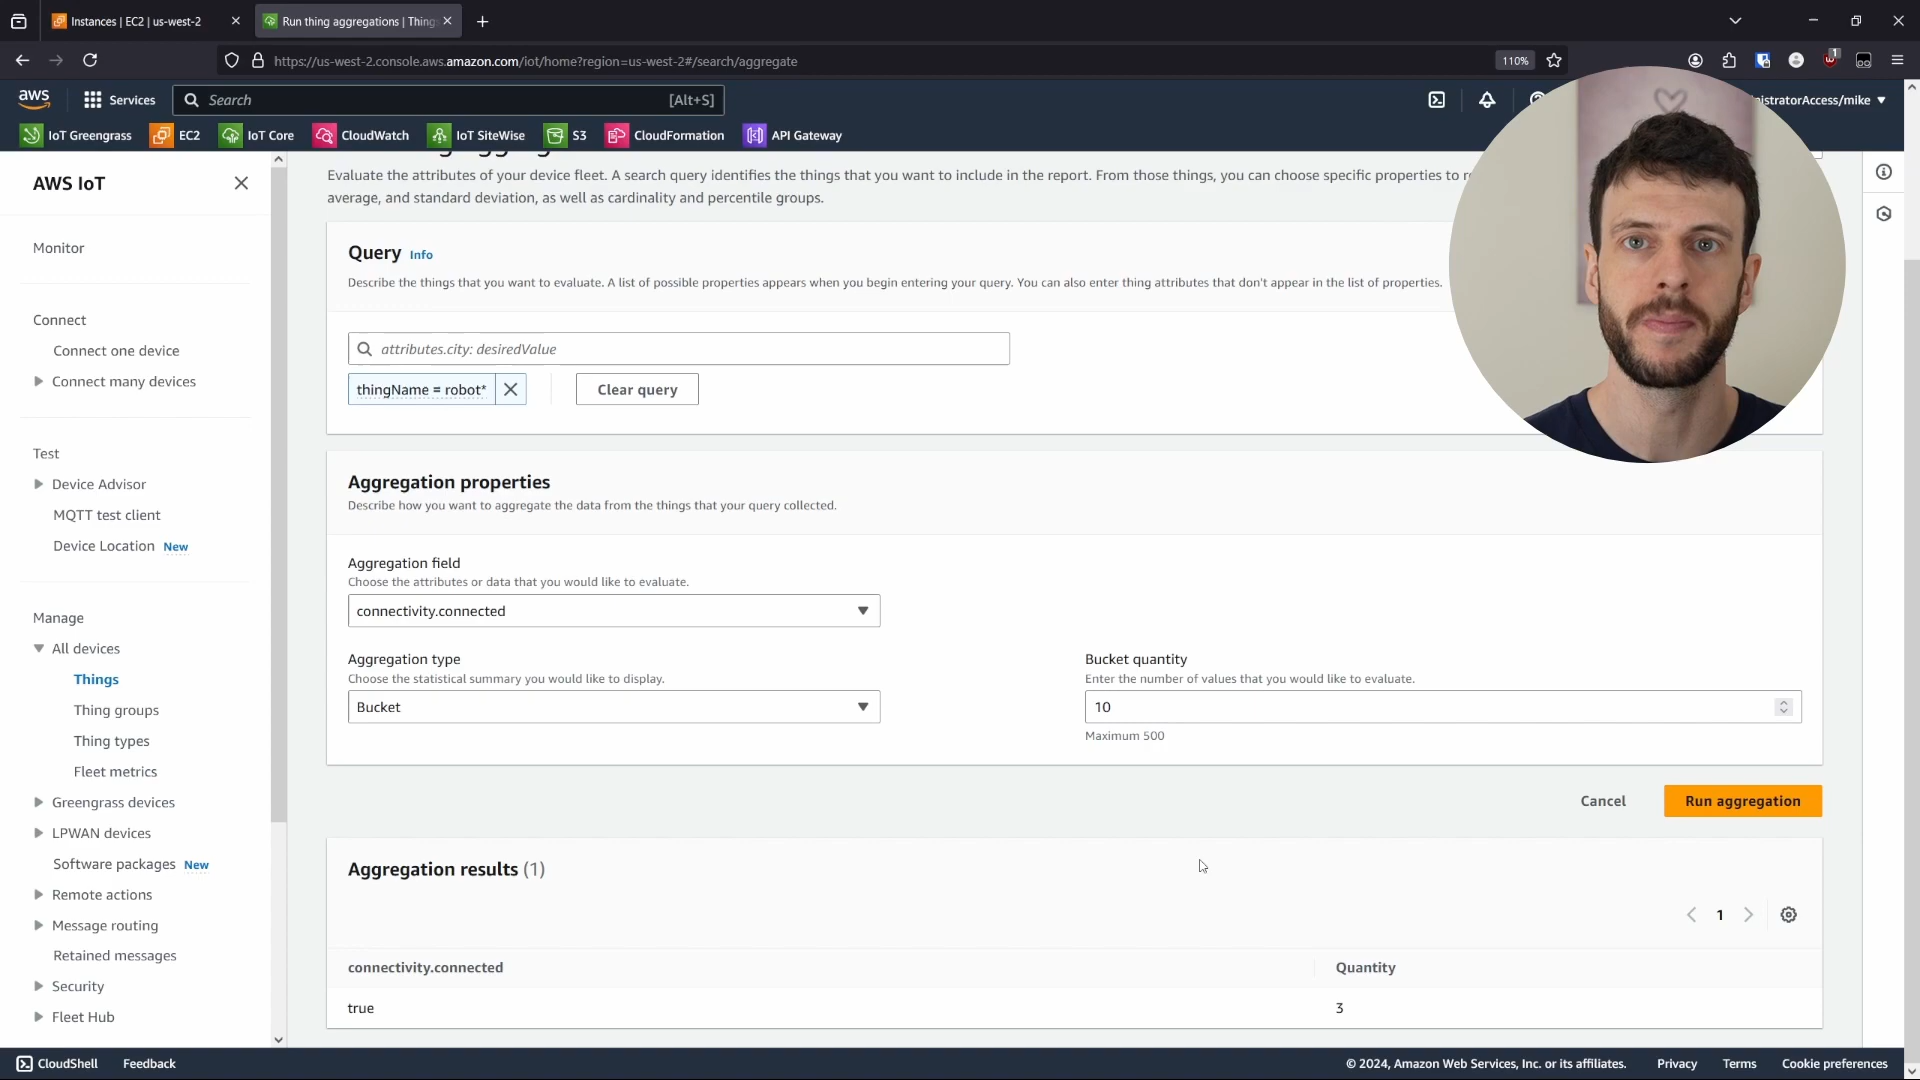 Instances | EC2 | us-west-2
Run thing aggregations | Thing
https://us-west-2.console.aws.amazon.com/iot/home?region=us-west-2#/search/aggregate
110%
1
aws
Services
Search
[Alt+S]
nistratorAccess/mike
IoT Greengrass
EC2
IoT Core
CloudWatch
IoT SiteWise
S3
CloudFormation
API Gateway
AWS IoT
Monitor
Connect
Connect one device
Connect many devices
Test
Device Advisor
MQTT test client
Device Location New
Manage
All devices
Things
Thing groups
Thing types
Fleet metrics
Greengrass devices
LPWAN devices
Software packages New
Remote actions
Message routing
Retained messages
Security
Fleet Hub
Evaluate the attributes of your device fleet. A search query identifies the things that you want to include in the report. From those things, you can choose specific properties to
average, and standard deviation, as well as cardinality and percentile groups.
Query Info
Describe the things that you want to evaluate. A list of possible properties appears when you begin entering your query. You can also enter thing attributes that don't appear in the list of properties.
attributes.city: desiredValue
thingName = robot*
Clear query
Aggregation properties
Describe how you want to aggregate the data from the things that your query collected.
Aggregation field
Choose the attributes or data that you would like to evaluate.
connectivity.connected
Aggregation type
Choose the statistical summary you would like to display.
Bucket
Bucket quantity
Enter the number of values that you would like to evaluate.
10
Maximum 500
Cancel
Run aggregation
Aggregation results (1)
1
connectivity.connected
Quantity
true
3
CloudShell
Feedback
© 2024, Amazon Web Services, Inc. or its affiliates.
Privacy
Terms
Cookie preferences